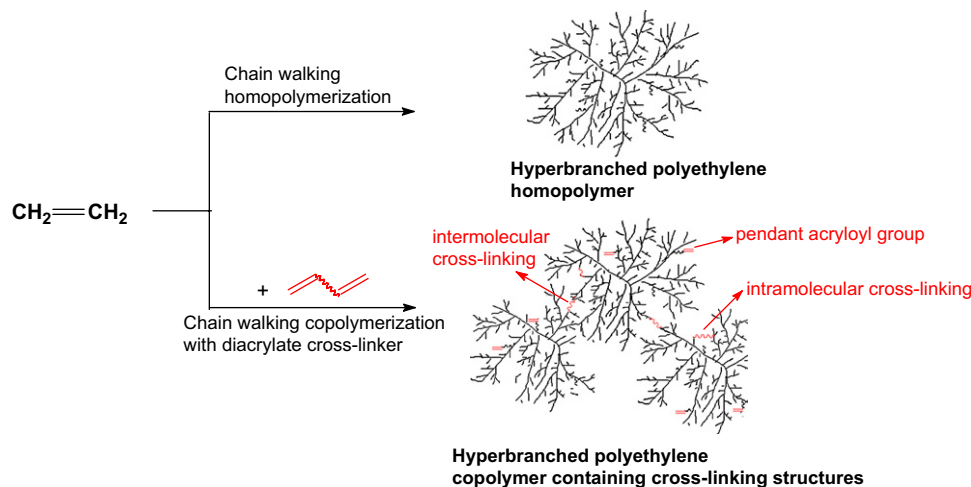 Chain walking
homopolymerization
Hyperbranched polyethylene
homopolymer
CH₂=CH₂
+
Chain walking copolymerization
with diacrylate cross-linker
intermolecular
cross-linking
pendant acryloyl group
intramolecular cross-linking
Hyperbranched polyethylene
copolymer containing cross-linking structures